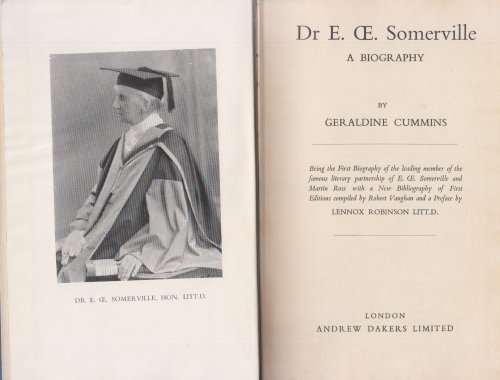 DR E. Œ. SOMERVILLE, HON. LITT.D.
Dr E. Œ. Somerville
A BIOGRAPHY
BY
GERALDINE CUMMINS
Being the First Biography of the leading member of the
famous literary partnership of E. Œ. Somerville and
Martin Ross with a New Bibliography of First
Editions compiled by Robert Vaughan and a Preface by
LENNOX ROBINSON LITT.D.
LONDON
ANDREW DAKERS LIMITED